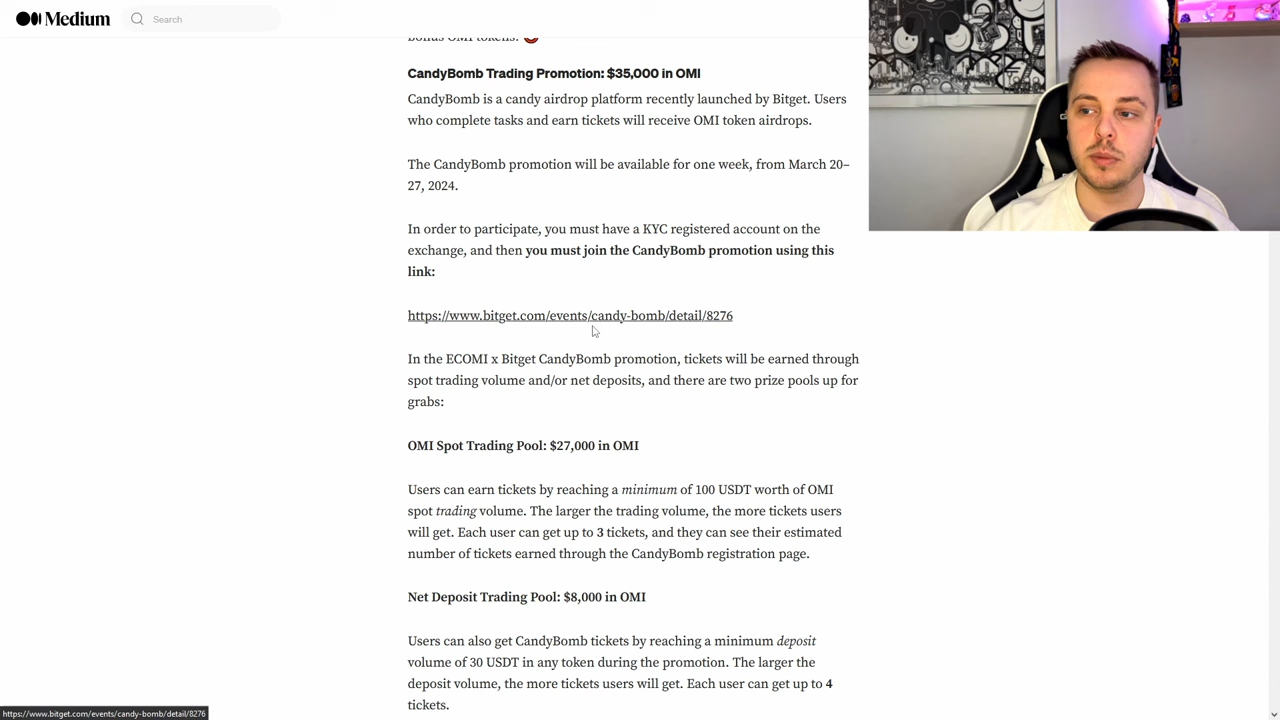 Medium
Search
bonus OMI tokens.
CandyBomb Trading Promotion: $35,000 in OMI
CandyBomb is a candy airdrop platform recently launched by Bitget. Users
who complete tasks and earn tickets will receive OMI token airdrops.
The CandyBomb promotion will be available for one week, from March 20–
27, 2024.
In order to participate, you must have a KYC registered account on the
exchange, and then you must join the CandyBomb promotion using this
link:
https://www.bitget.com/events/candy-bomb/detail/8276
In the ECOMI x Bitget CandyBomb promotion, tickets will be earned through
spot trading volume and/or net deposits, and there are two prize pools up for
grabs:
OMI Spot Trading Pool: $27,000 in OMI
Users can earn tickets by reaching a minimum of 100 USDT worth of OMI
spot trading volume. The larger the trading volume, the more tickets users
will get. Each user can get up to 3 tickets, and they can see their estimated
number of tickets earned through the CandyBomb registration page.
Net Deposit Trading Pool: $8,000 in OMI
Users can also get CandyBomb tickets by reaching a minimum deposit
volume of 30 USDT in any token during the promotion. The larger the
deposit volume, the more tickets users will get. Each user can get up to 4
tickets.
https://www.bitget.com/events/candy-bomb/detail/8276